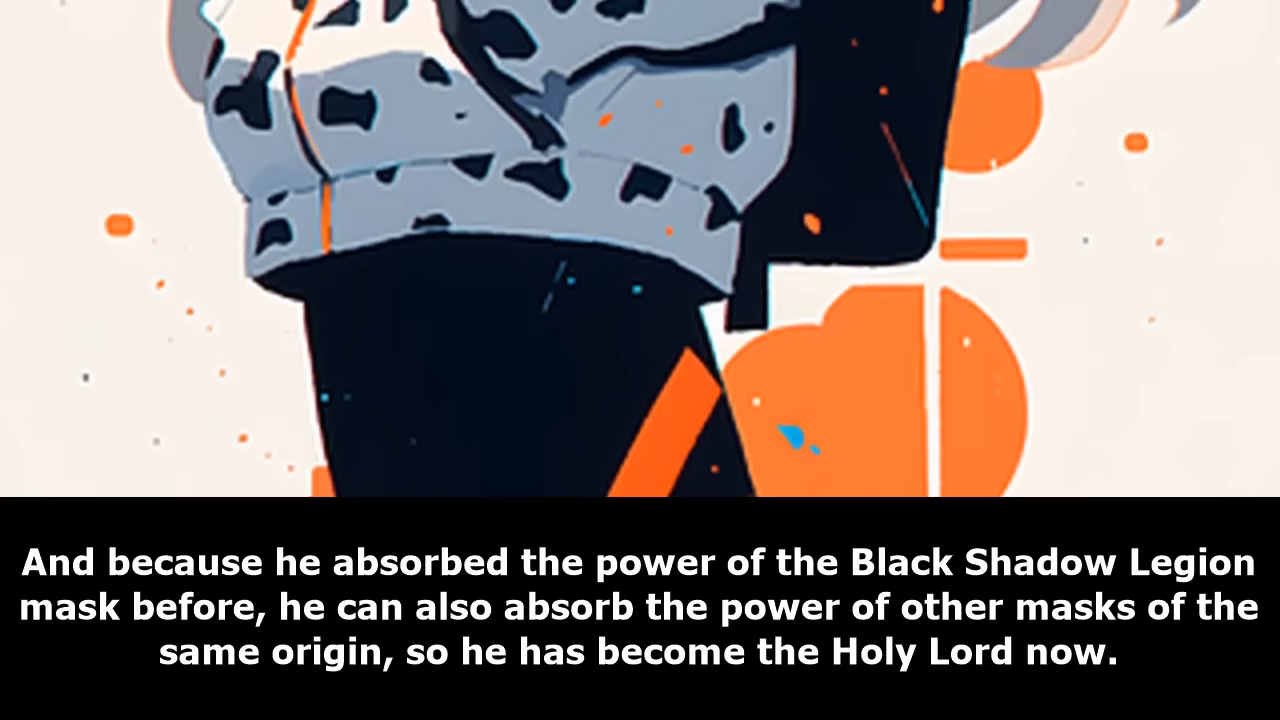 And because he absorbed the power of the Black Shadow Legion
mask before, he can also absorb the power of other masks of the
same origin, so he has become the Holy Lord now.